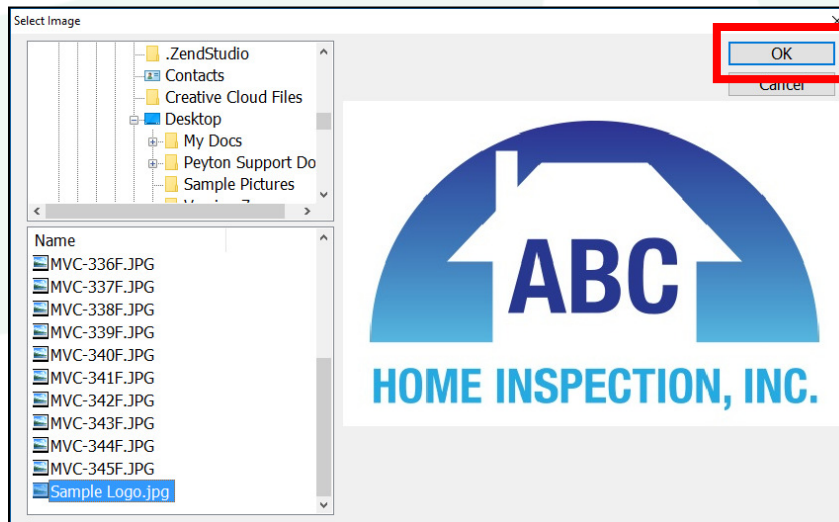 Select Image
.ZendStudio
Contacts
Creative Cloud Files
Desktop
My Docs
Peyton Support Do
Sample Pictures
Name
MVC-336F.JPG
MVC-337F.JPG
MVC-338F.JPG
MVC-339F.JPG
MVC-340F.JPG
MVC-341F.JPG
MVC-342F.JPG
MVC-343F.JPG
MVC-344F.JPG
MVC-345F.JPG
Sample Logo.jpg
OK
Cancel
ABC
HOME INSPECTION, INC.